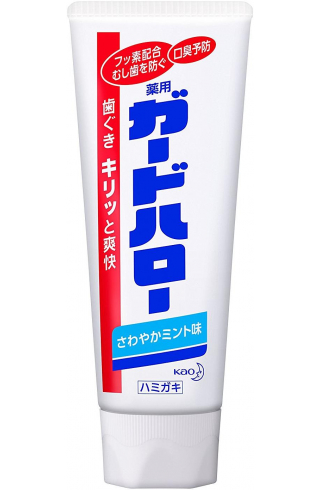 フッ素配合
むし歯を防ぐ
口臭予防
薬用
ガードハロー
歯ぐき キリッと爽快
さわやかミント味
Kao
ハミガキ